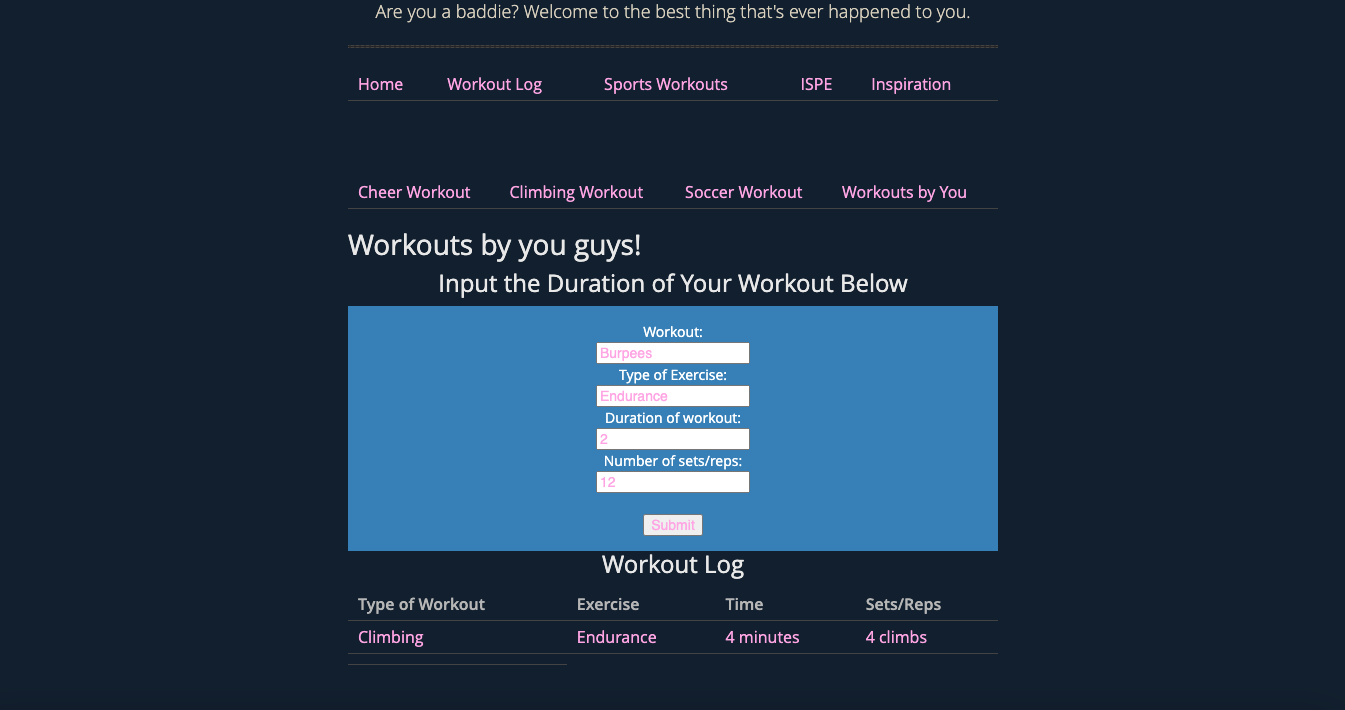 Are you a baddie? Welcome to the best thing that's ever happened to you.
Home Workout Log Sports Workouts ISPE Inspiration
Cheer Workout Climbing Workout Soccer Workout Workouts by You
Workouts by you guys!
Input the Duration of Your Workout Below
Workout:
Burpees
Type of Exercise:
Endurance
Duration of workout:
2
Number of sets/reps:
12
Submit
Workout Log
Type of Workout Exercise Time Sets/Reps
Climbing Endurance 4 minutes 4 climbs